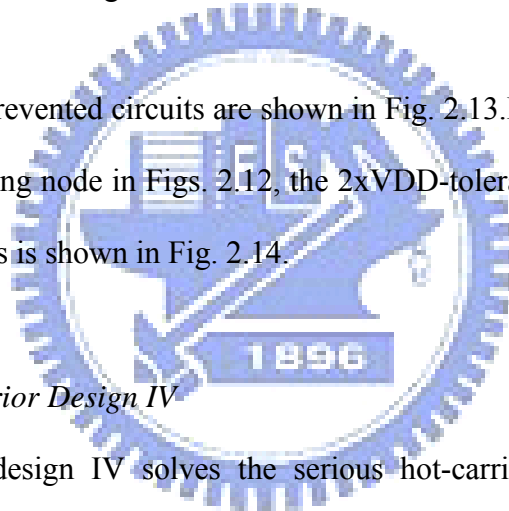 revented circuits are shown in Fig. 2.13.
ng node in Figs. 2.12, the 2xVDD-tolera
s is shown in Fig. 2.14.
ES
1896
rior Design IV
design IV solves the serious hot-carri